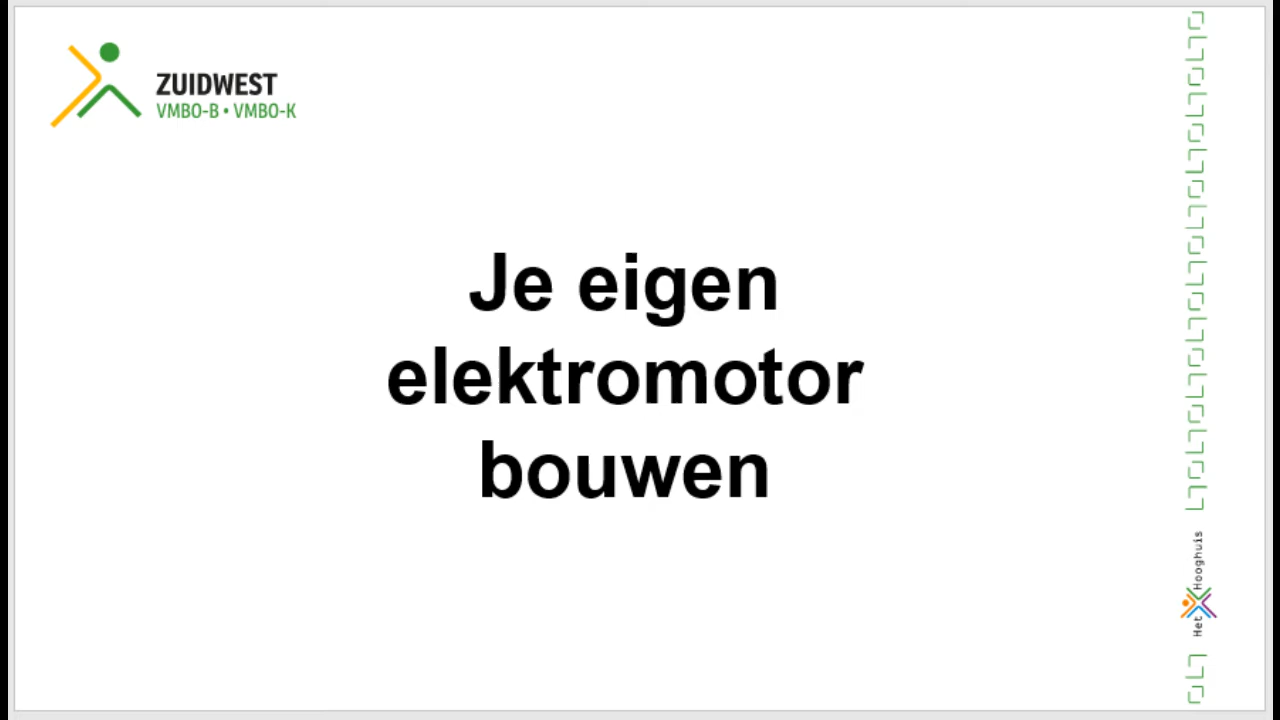 ZUIDWEST
VMBO-B • VMBO-K
Je eigen
elektromotor
bouwen
Het Hooghuis